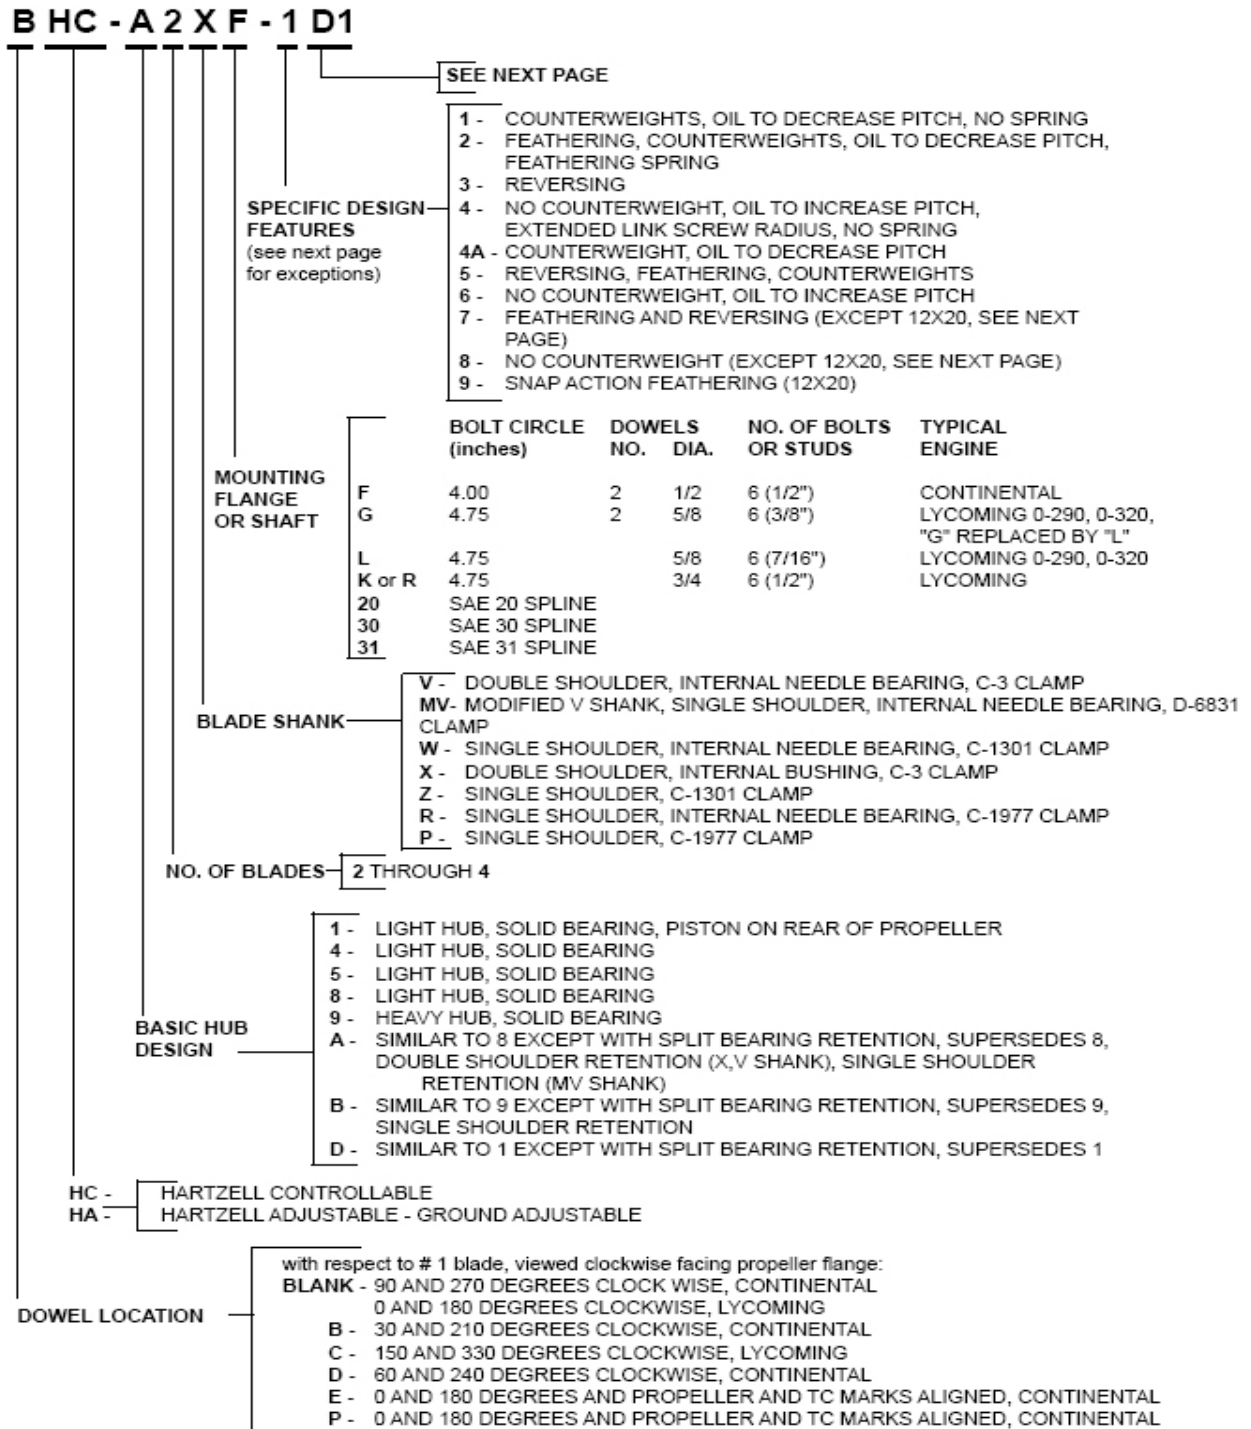 B HC - A 2 X F - 1 D1
SEE NEXT PAGE
1 - COUNTERWEIGHTS, OIL TO DECREASE PITCH, NO SPRING
2 - FEATHERING, COUNTERWEIGHTS, OIL TO DECREASE PITCH,
FEATHERING SPRING
3 - REVERSING
SPECIFIC DESIGN
FEATURES
(see next page
for exceptions)
4 - NO COUNTERWEIGHT, OIL TO INCREASE PITCH,
EXTENDED LINK SCREW RADIUS, NO SPRING
4A - COUNTERWEIGHT, OIL TO DECREASE PITCH
5 - REVERSING, FEATHERING, COUNTERWEIGHTS
6 - NO COUNTERWEIGHT, OIL TO INCREASE PITCH
7 - FEATHERING AND REVERSING (EXCEPT 12X20, SEE NEXT
PAGE)
8 - NO COUNTERWEIGHT (EXCEPT 12X20, SEE NEXT PAGE)
9 - SNAP ACTION FEATHERING (12X20)
BOLT CIRCLE DOWELS NO. OF BOLTS TYPICAL
(inches) NO. DIA. OR STUDS ENGINE
MOUNTING
FLANGE
OR SHAFT
F 4.00 2 1/2 6 (1/2") CONTINENTAL
G 4.75 2 5/8 6 (3/8") LYCOMING 0-290, 0-320,
"G" REPLACED BY "L"
L 4.75 5/8 6 (7/16") LYCOMING 0-290, 0-320
K or R 4.75 3/4 6 (1/2") LYCOMING
20 SAE 20 SPLINE
30 SAE 30 SPLINE
31 SAE 31 SPLINE
V - DOUBLE SHOULDER, INTERNAL NEEDLE BEARING, C-3 CLAMP
MV- MODIFIED V SHANK, SINGLE SHOULDER, INTERNAL NEEDLE BEARING, D-6831
CLAMP
BLADE SHANK
W - SINGLE SHOULDER, INTERNAL NEEDLE BEARING, C-1301 CLAMP
X - DOUBLE SHOULDER, INTERNAL BUSHING, C-3 CLAMP
Z - SINGLE SHOULDER, C-1301 CLAMP
R - SINGLE SHOULDER, INTERNAL NEEDLE BEARING, C-1977 CLAMP
P - SINGLE SHOULDER, C-1977 CLAMP
NO. OF BLADES 2 THROUGH 4
1 - LIGHT HUB, SOLID BEARING, PISTON ON REAR OF PROPELLER
4 - LIGHT HUB, SOLID BEARING
5 - LIGHT HUB, SOLID BEARING
8 - LIGHT HUB, SOLID BEARING
9 - HEAVY HUB, SOLID BEARING
BASIC HUB
DESIGN
A - SIMILAR TO 8 EXCEPT WITH SPLIT BEARING RETENTION, SUPERSEDES 8,
DOUBLE SHOULDER RETENTION (X,V SHANK), SINGLE SHOULDER
RETENTION (MV SHANK)
B - SIMILAR TO 9 EXCEPT WITH SPLIT BEARING RETENTION, SUPERSEDES 9,
SINGLE SHOULDER RETENTION
D - SIMILAR TO 1 EXCEPT WITH SPLIT BEARING RETENTION, SUPERSEDES 1
HC - HARTZELL CONTROLLABLE
HA - HARTZELL ADJUSTABLE - GROUND ADJUSTABLE
with respect to # 1 blade, viewed clockwise facing propeller flange:
BLANK - 90 AND 270 DEGREES CLOCK WISE, CONTINENTAL
0 AND 180 DEGREES CLOCKWISE, LYCOMING
DOWEL LOCATION
B - 30 AND 210 DEGREES CLOCKWISE, CONTINENTAL
C - 150 AND 330 DEGREES CLOCKWISE, LYCOMING
D - 60 AND 240 DEGREES CLOCKWISE, CONTINENTAL
E - 0 AND 180 DEGREES AND PROPELLER AND TC MARKS ALIGNED, CONTINENTAL
P - 0 AND 180 DEGREES AND PROPELLER AND TC MARKS ALIGNED, CONTINENTAL